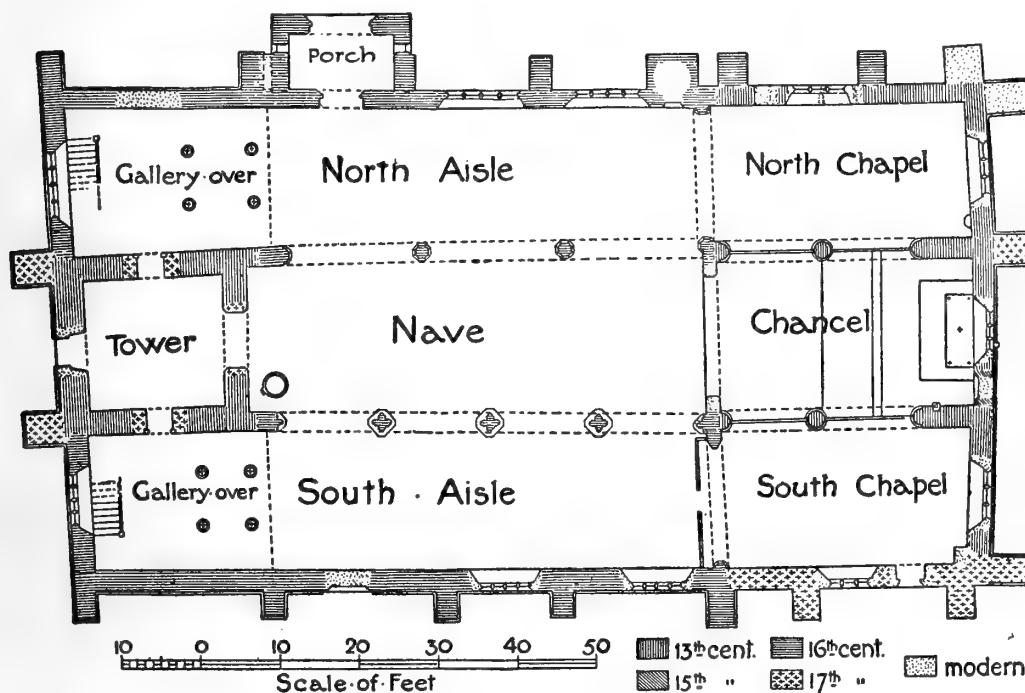 Porch
Gallery·over
North Aisle
North Chapel
Tower
Nave
Chancel
Gallery·over
South · Aisle
South Chapel
10 0 10 20 30 40 50
Scale·of·Feet
13th cent. 16th cent.
15th " 17th " modern